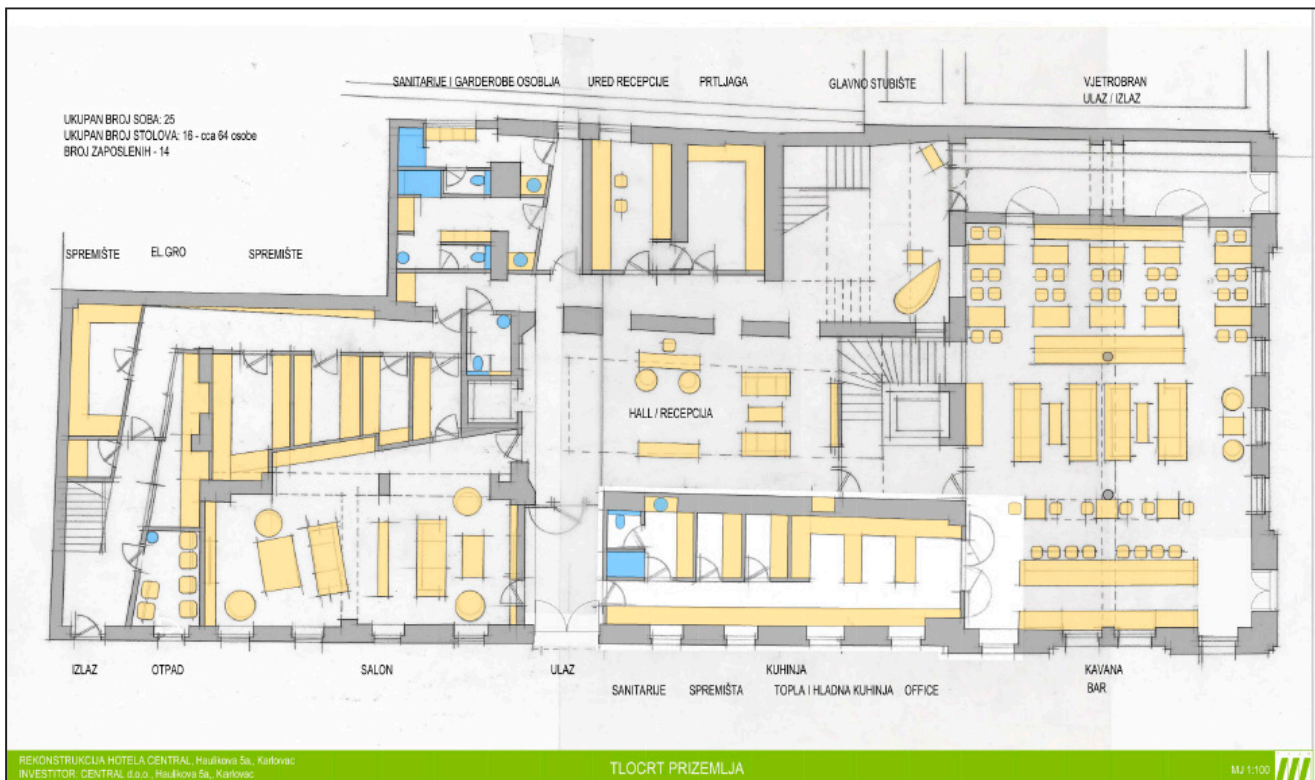 SANITARIJE I GARDEROBE OSOBLJA
URED RECEPCIJE
PRTLJAGA
GLAVNO STUBIŠTE
VJETROBRAN
ULAZ / IZLAZ
UKUPAN BROJ SOBA: 25
UKUPAN BROJ STOLOVA: 16 - cca 64 osobe
BROJ ZAPOSLENIH - 14
SPREMIŠTE
EL.GRO
SPREMIŠTE
HALL / RECEPCIJA
IZLAZ
OTPAD
SALON
ULAZ
KUHINJA
KAVANA
BAR
SANITARIJE
SPREMIŠTA
TOPLA I HLADNA KUHINJA
OFFICE
REKONSTRUKCIJA HOTELA CENTRAL, Haulikova 5a,, Karlovac
INVESTITOR: CENTRAL d.o.o., Haulikova 5a,, Karlovac
TLOCRT PRIZEMLJA
MJ 1:100